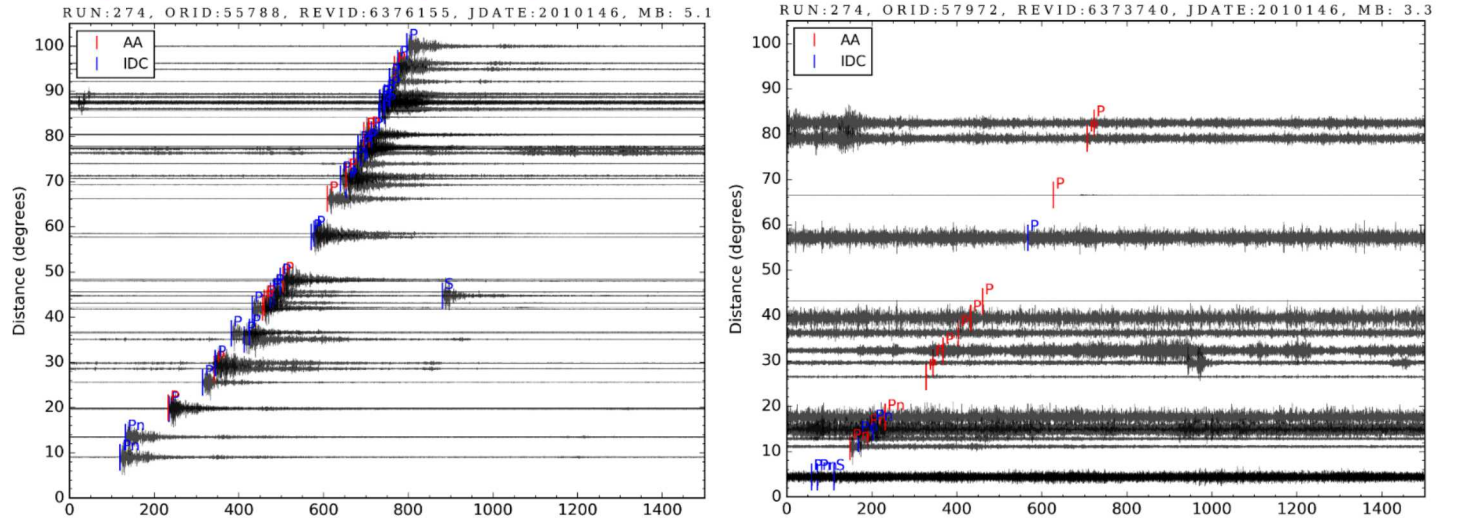 RUN:274, ORID:55788, REVID:6376155, JDATE:2010146, MB: 5.1
AA
IDC
Distance (degrees)
100
90
80
70
60
50
40
30
20
10
0
P
P
P
P
P
S
P
P
P
P
P
Pn
Pn
0 200 400 600 800 1000 1200 1400
RUN:274, ORID:57972, REVID:6373740, JDATE:2010146, MB: 3.3
AA
IDC
Distance (degrees)
100
90
80
70
60
50
40
30
20
10
0
P
P
P
P
P
P
Pn
Pn
Pn
S
0 200 400 600 800 1000 1200 1400